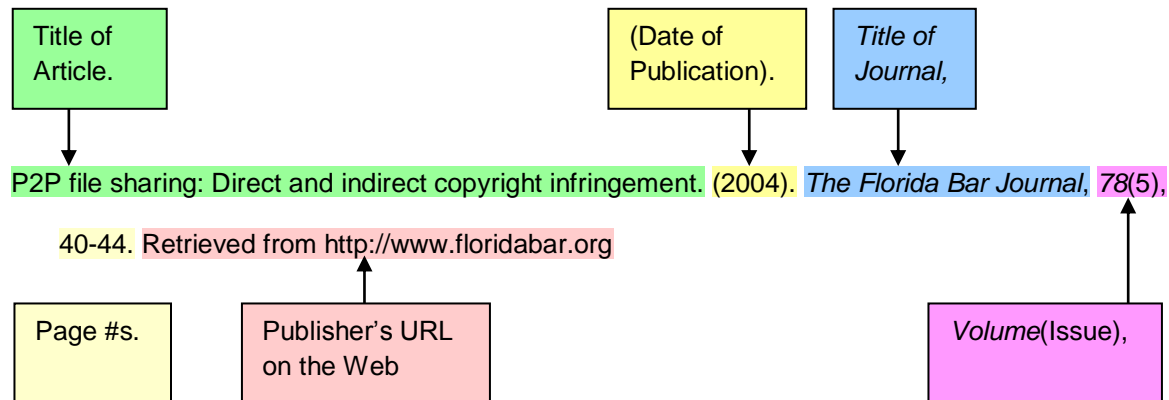 Title of
Article.
(Date of
Publication).
Title of
Journal,
P2P file sharing: Direct and indirect copyright infringement. (2004). The Florida Bar Journal, 78(5),
40-44. Retrieved from http://www.floridabar.org
Page #s.
Publisher’s URL
on the Web
Volume(Issue),